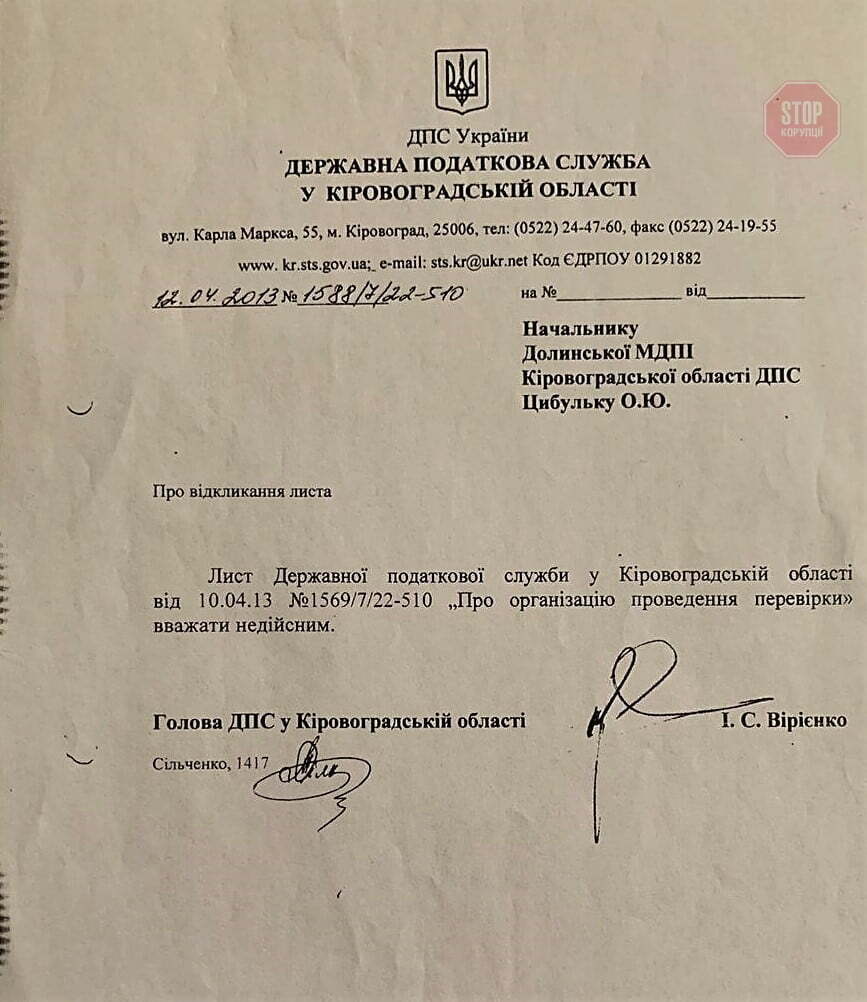 STOP
КОРУПЦІЇ
ДПС України
ДЕРЖАВНА ПОДАТКОВА СЛУЖБА
У КІРОВОГРАДСЬКІЙ ОБЛАСТІ
вул. Карла Маркса, 55, м. Кіровоград, 25006, тел: (0522) 24-47-60, факс (0522) 24-19-55
www. kr.sts.gov.ua;_ e-mail: sts.kr@ukr.net Код ЄДРПОУ 01291882
12.04.2013 № 1588/7/22-510 на №____________ від__________
Начальнику
Долинської МДПІ
Кіровоградської області ДПС
Цибульку О.Ю.
Про відкликання листа
Лист Державної податкової служби у Кіровоградській області
від 10.04.13 №1569/7/22-510 „Про організацію проведення перевірки»
вважати недійсним.
Голова ДПС у Кіровоградській області І. С. Вірієнко
Сільченко, 1417